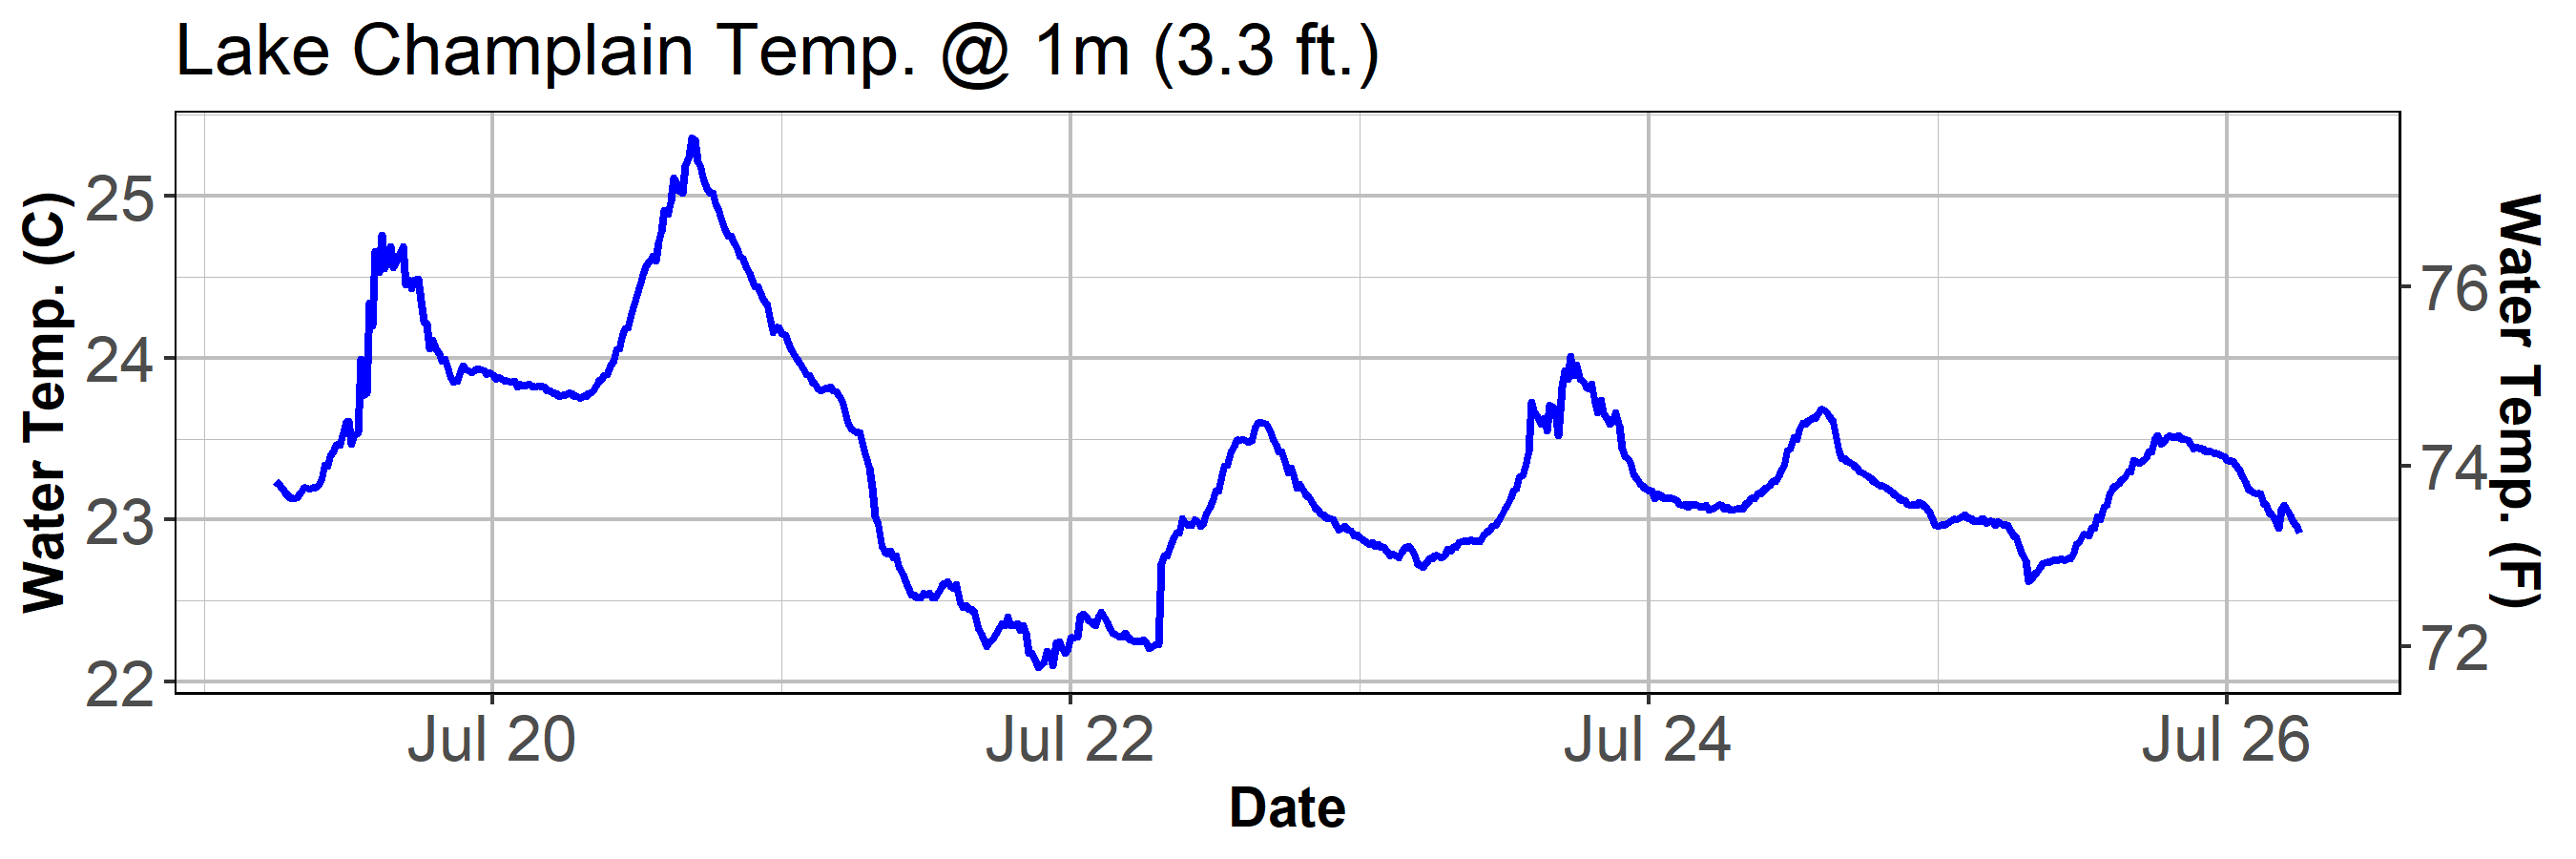 Lake Champlain Temp. @ 1m (3.3 ft.)
Water Temp. (C)
25
24
23
22
76
74
72
Water Temp. (F)
Jul 20
Jul 22
Jul 24
Jul 26
Date